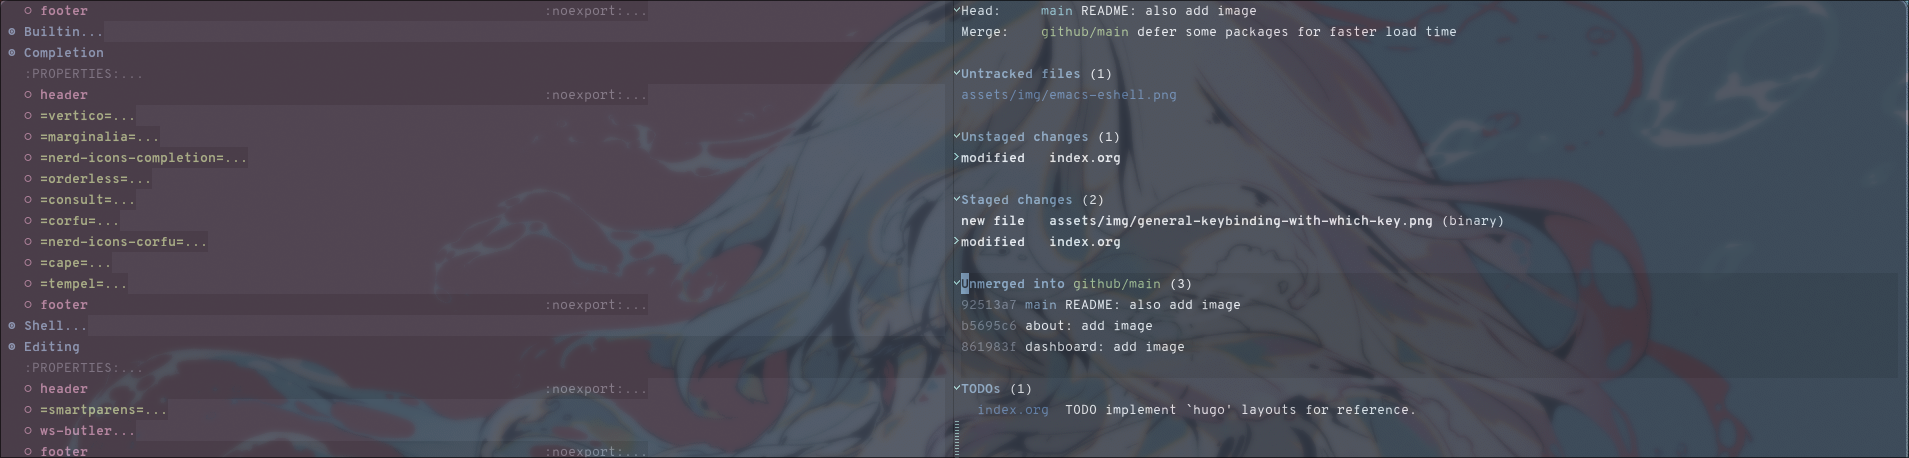 footer :noexport:...
Builtin...
Completion
:PROPERTIES:...
header :noexport:...
=vertico=...
=marginalia=...
=nerd-icons-completion=...
=orderless=...
=consult=...
=corfu=...
=nerd-icons-corfu=...
=cape=...
=tempel=...
footer :noexport:...
Shell...
Editing
:PROPERTIES:...
header :noexport:...
=smartparens=...
ws-butler...
footer :noexport:...
Head: main README: also add image
Merge: github/main defer some packages for faster load time
Untracked files (1)
assets/img/emacs-eshell.png
Unstaged changes (1)
modified index.org
Staged changes (2)
new file assets/img/general-keybinding-with-which-key.png (binary)
modified index.org
Unmerged into github/main (3)
92513a7 main README: also add image
b5695c6 about: add image
861983f dashboard: add image
TODOs (1)
index.org TODO implement `hugo' layouts for reference.